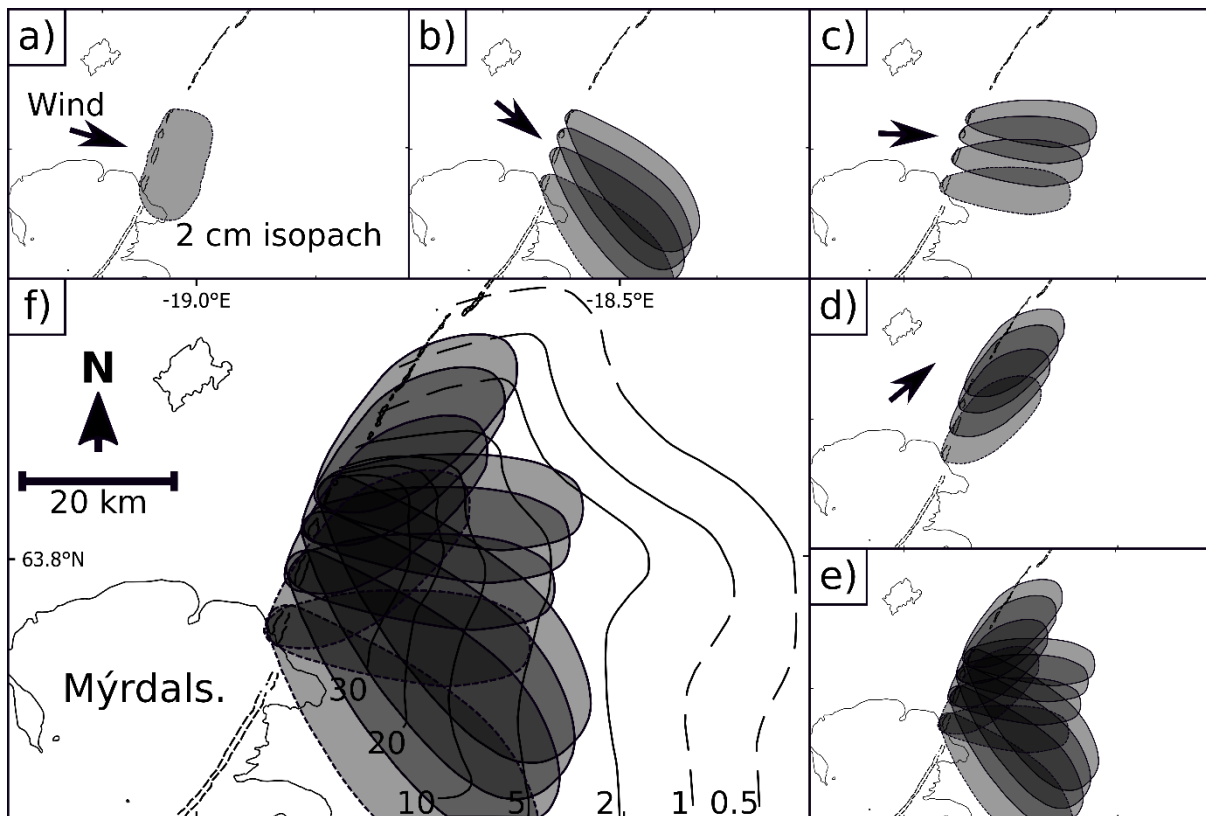 a)
Wind
2 cm isopach
b)
c)
d)
e)
f)
-19.0°E
-18.5°E
N
20 km
63.8°N
Mýrdals.
30
20
10 5 2 1 0.5